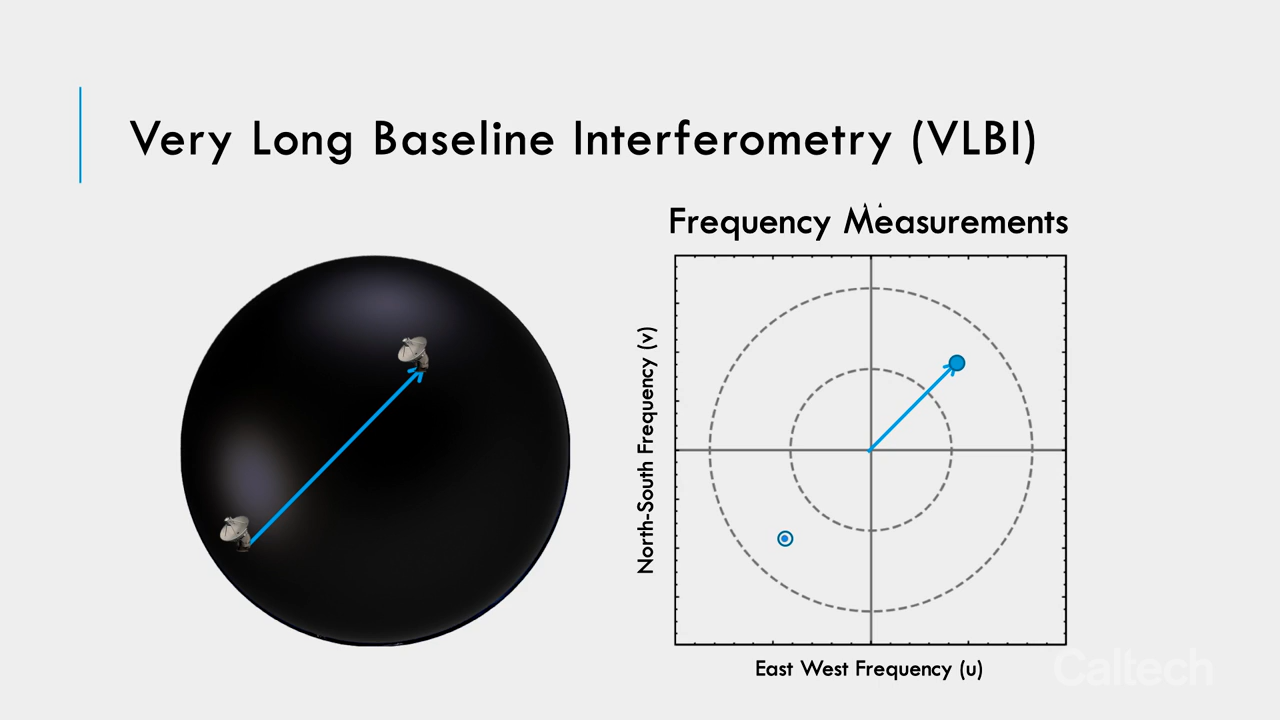 Very Long Baseline Interferometry (VLBI)
Frequency Measurements
North-South Frequency (v)
East West Frequency (u)
Caltech